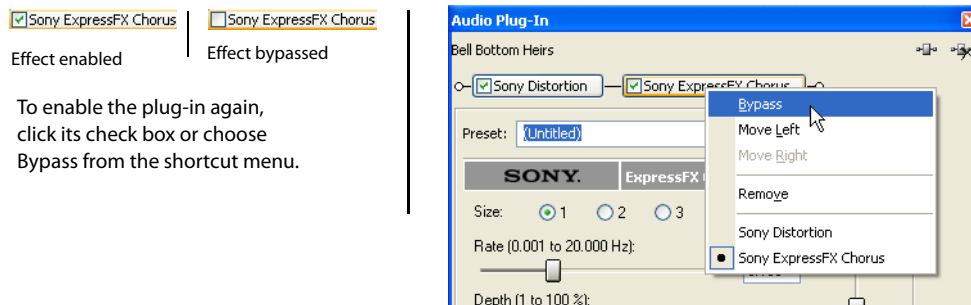 Sony ExpressFX Chorus
Sony ExpressFX Chorus
Effect enabled
Effect bypassed
To enable the plug-in again,
click its check box or choose
Bypass from the shortcut menu.
Audio Plug-In
Bell Bottom Heirs
Sony Distortion
Sony ExpressFX Chorus
Bypass
Move Left
Move Right
Remove
Sony Distortion
Sony ExpressFX Chorus
Preset: (Untitled)
SONY. ExpressFX
Size: 1 2 3
Rate (0.001 to 20.000 Hz):
Depth (1 to 100 %):